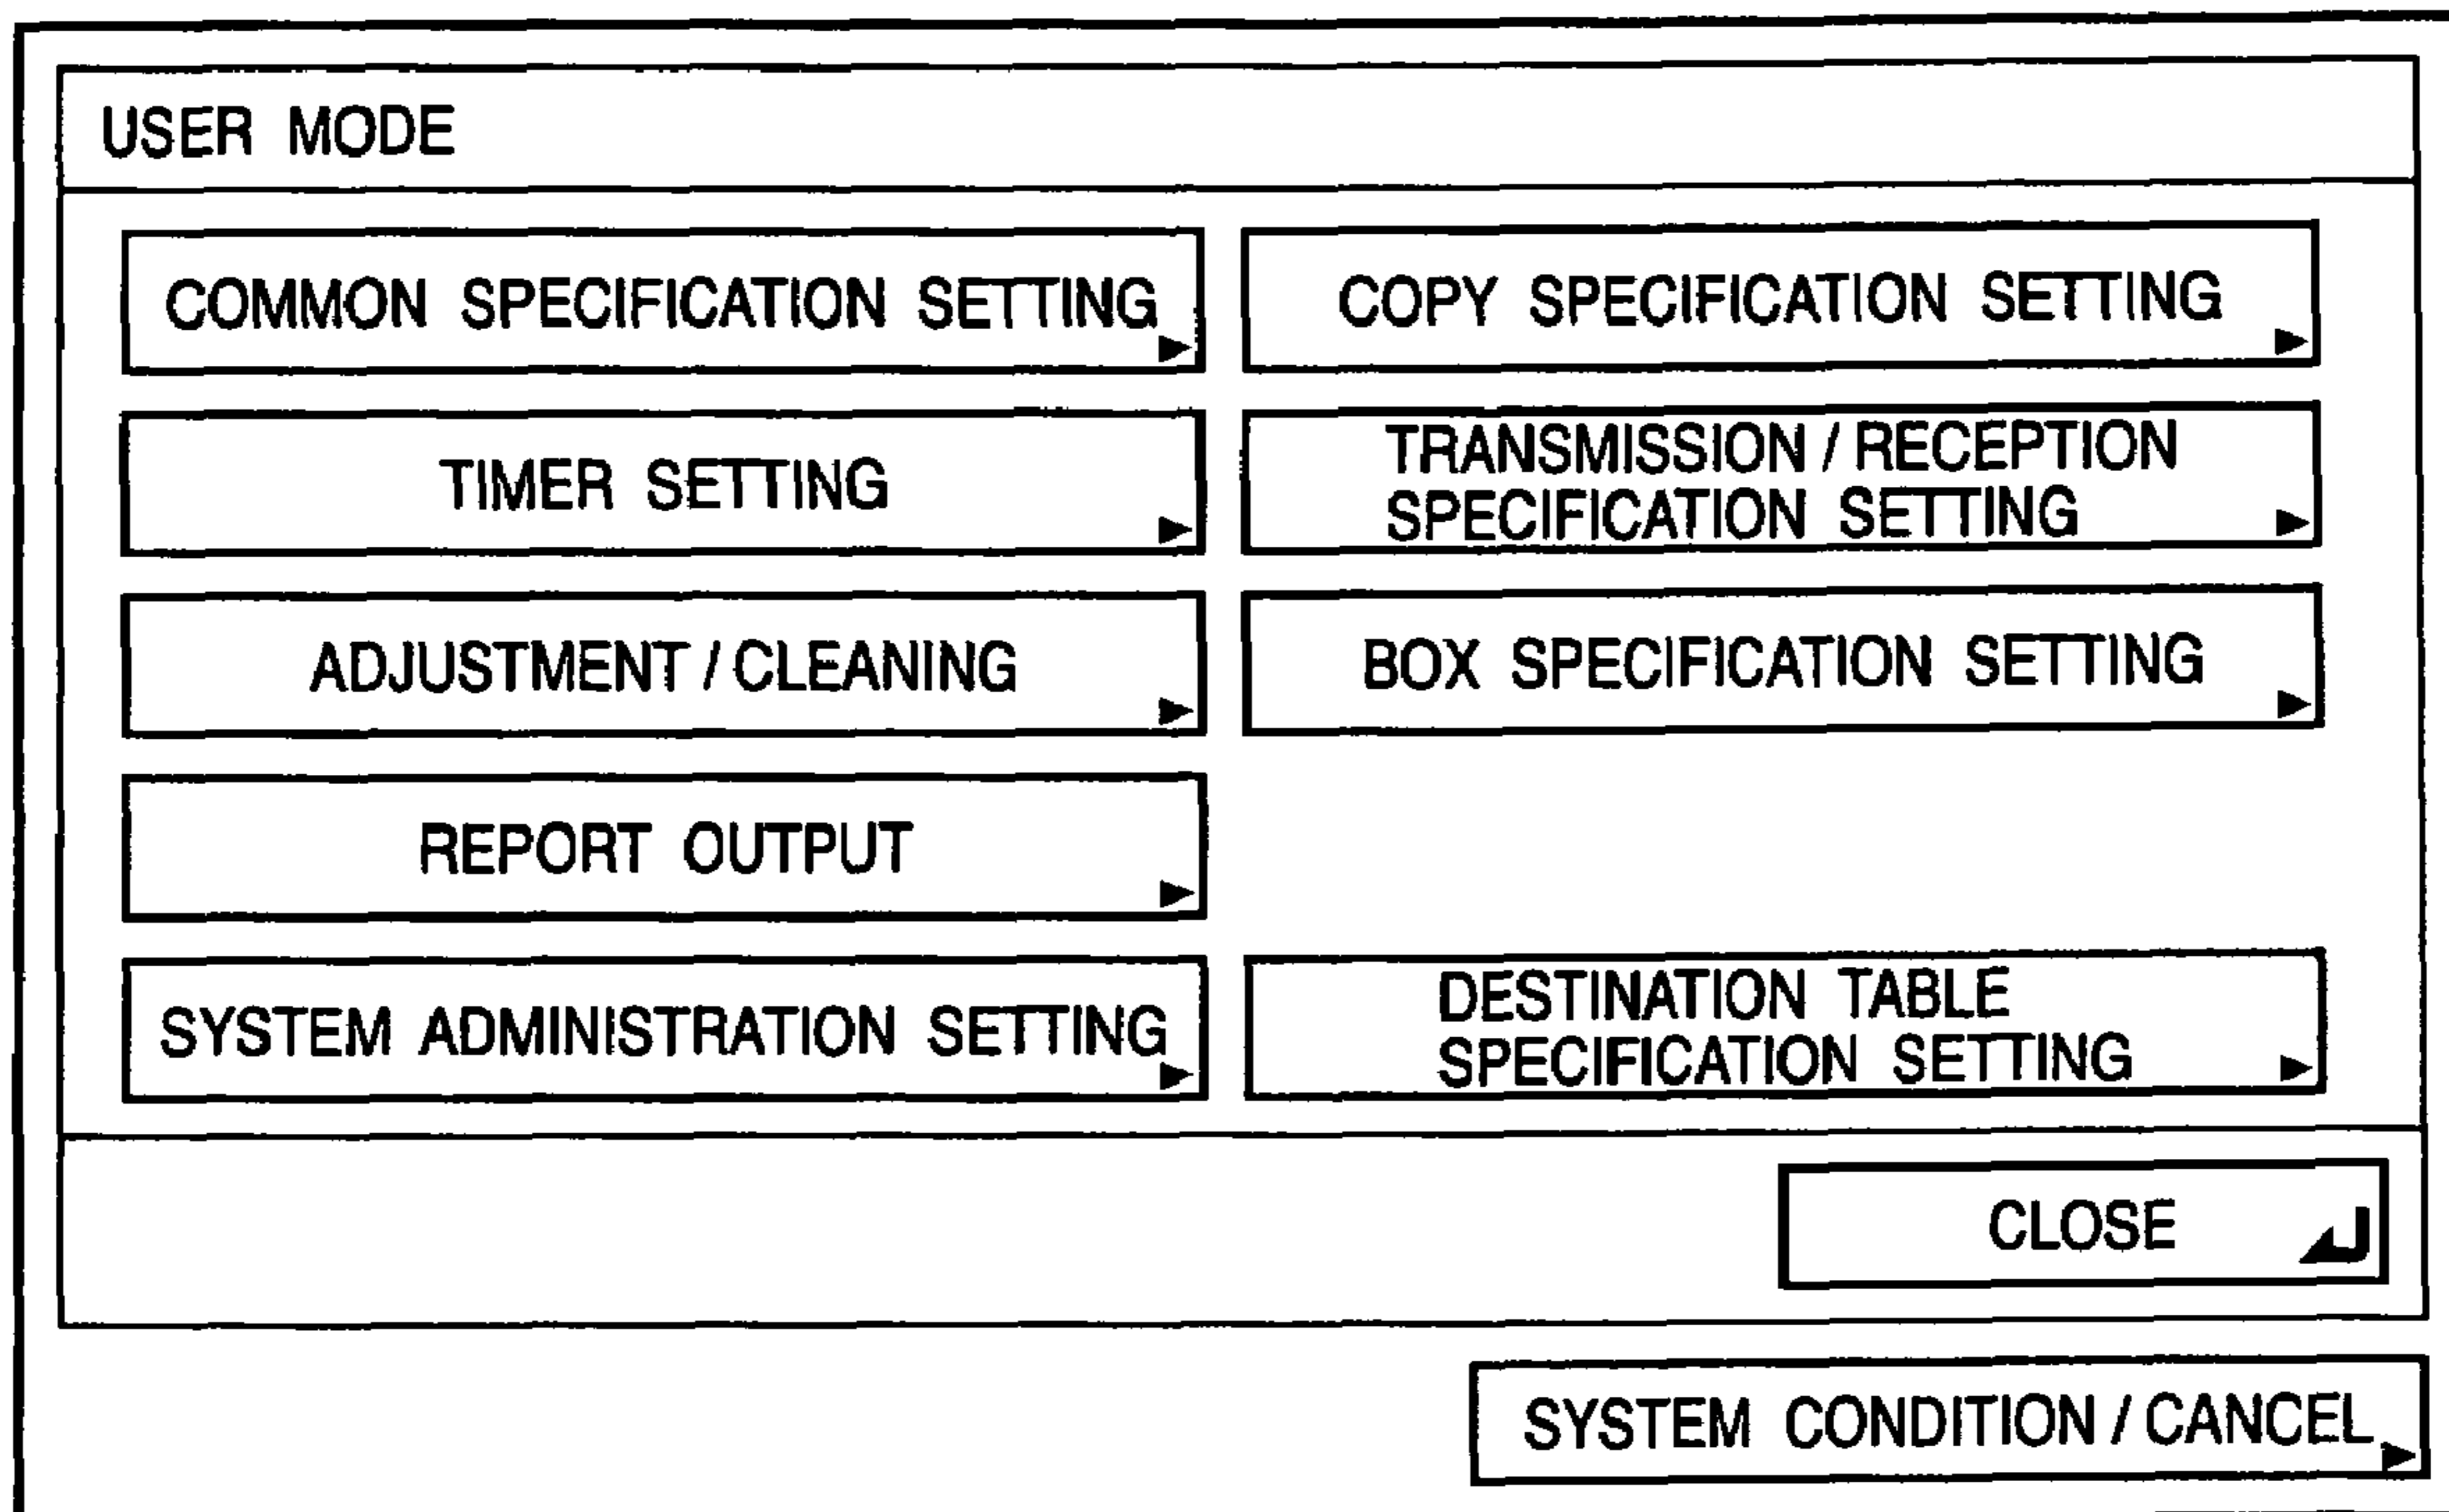 USER MODE
COMMON SPECIFICATION SETTING
COPY SPECIFICATION SETTING
TIMER SETTING
TRANSMISSION / RECEPTION
SPECIFICATION SETTING
ADJUSTMENT / CLEANING
BOX SPECIFICATION SETTING
REPORT OUTPUT
SYSTEM ADMINISTRATION SETTING
DESTINATION TABLE
SPECIFICATION SETTING
CLOSE
SYSTEM CONDITION / CANCEL